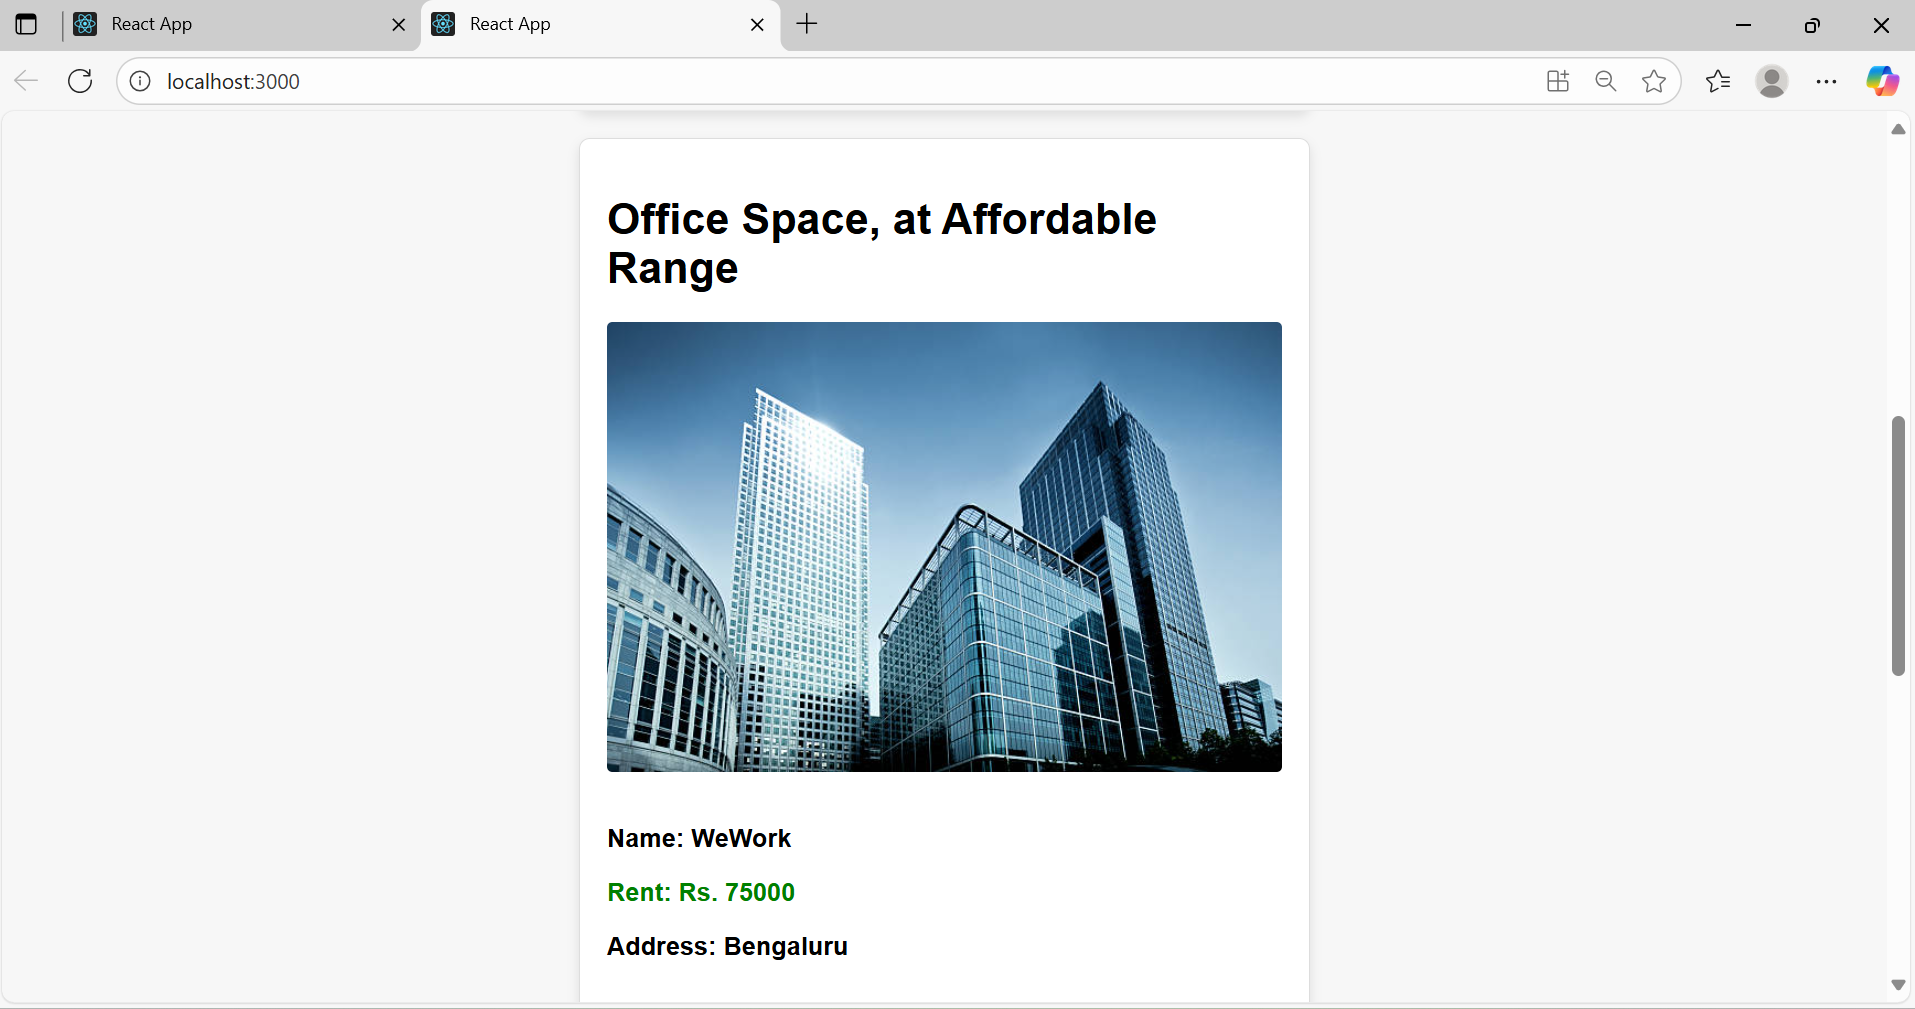 React App
React App
localhost:3000
Office Space, at Affordable
Range
Name: WeWork
Rent: Rs. 75000
Address: Bengaluru